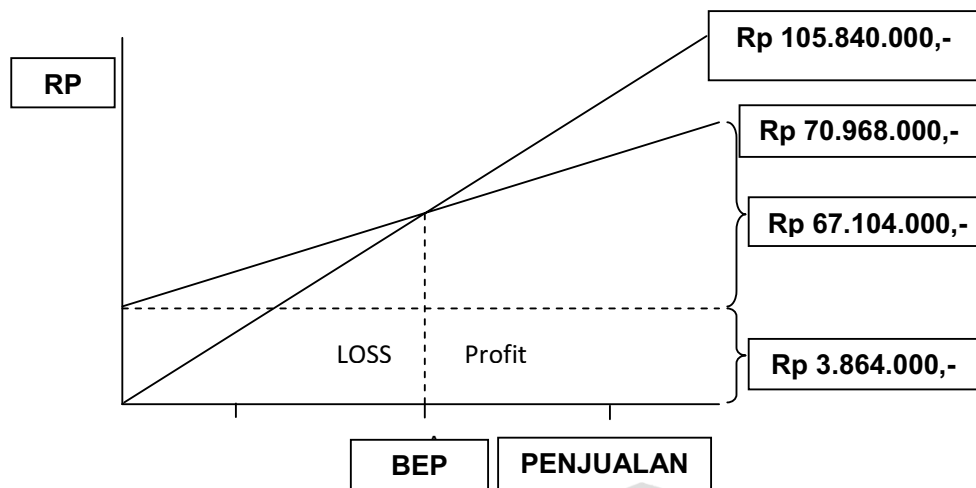 Rp 105.840.000,-
RP
Rp 70.968.000,-
Rp 67.104.000,-
LOSS
Profit
Rp 3.864.000,-
BEP
PENJUALAN